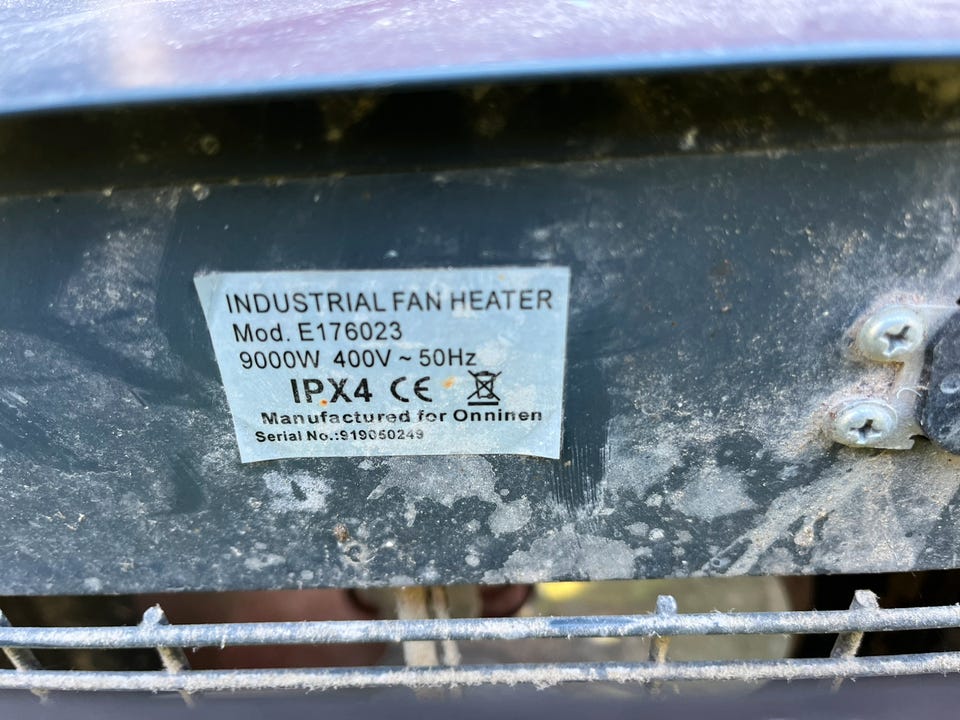 INDUSTRIAL FAN HEATER
Mod. E176023
9000W 400V ~ 50Hz
IPX4 CE
Manufactured for Onninen
Serial No.:919050249